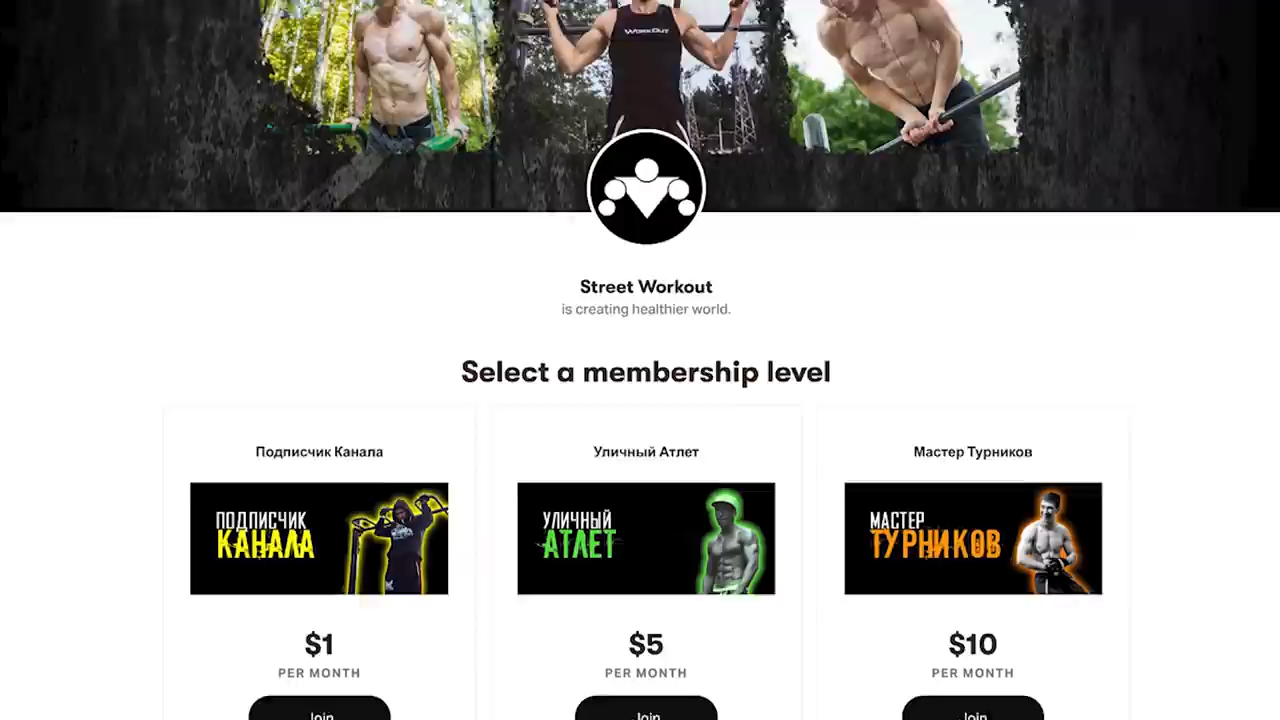 WORKOUT
Street Workout
is creating healthier world.
Select a membership level
Подписчик Канала
Уличный Атлет
Мастер Турников
ПОДПИСЧИК
КАНАЛА
УЛИЧНЫЙ
АТЛЕТ
МАСТЕР
ТУРНИКОВ
$1
$5
$10
PER MONTH
PER MONTH
PER MONTH
Join
Join
Join